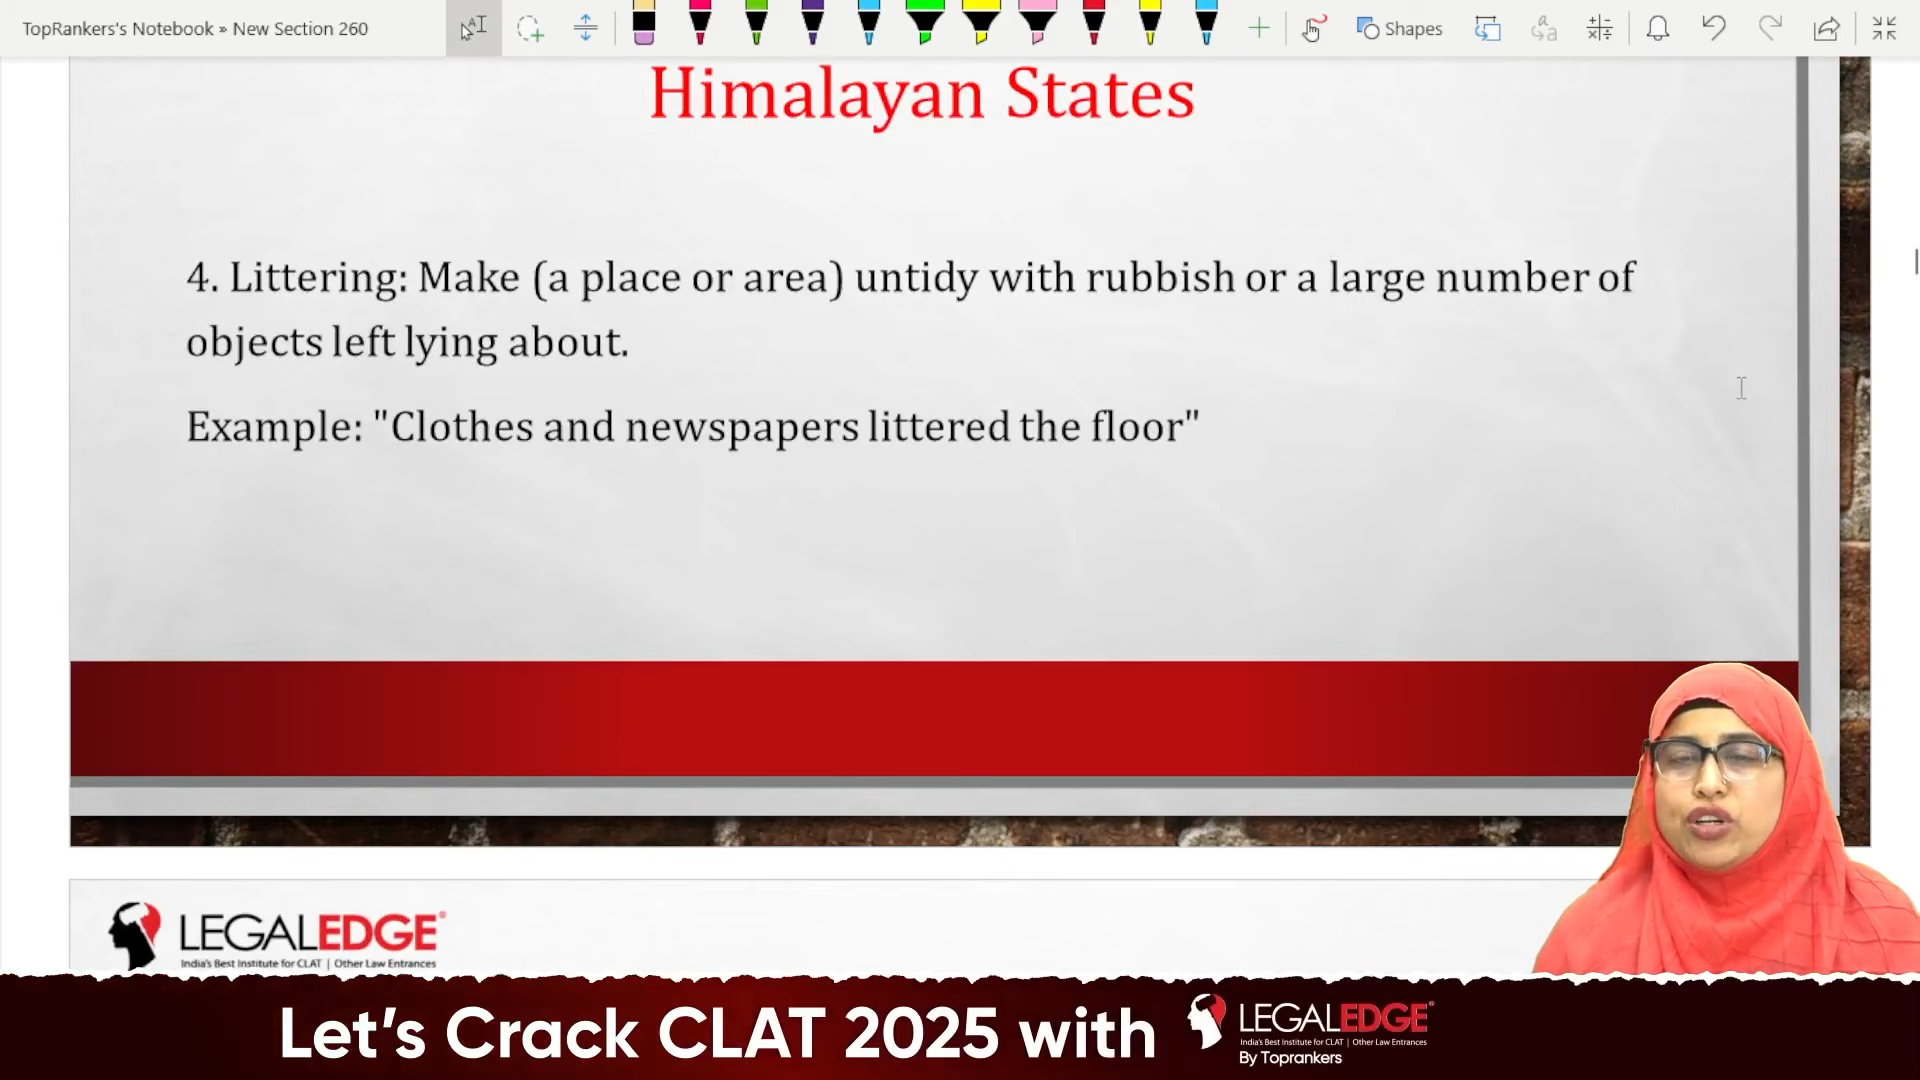 TopRankers's Notebook » New Section 260
Shapes
Himalayan States
4. Littering: Make (a place or area) untidy with rubbish or a large number of
objects left lying about.
Example: "Clothes and newspapers littered the floor"
LEGALEDGE®
India's Best Institute for CLAT | Other Law Entrances
Let's Crack CLAT 2025 with
LEGALEDGE®
India's Best Institute for CLAT | Other Law Entrances
By Toprankers